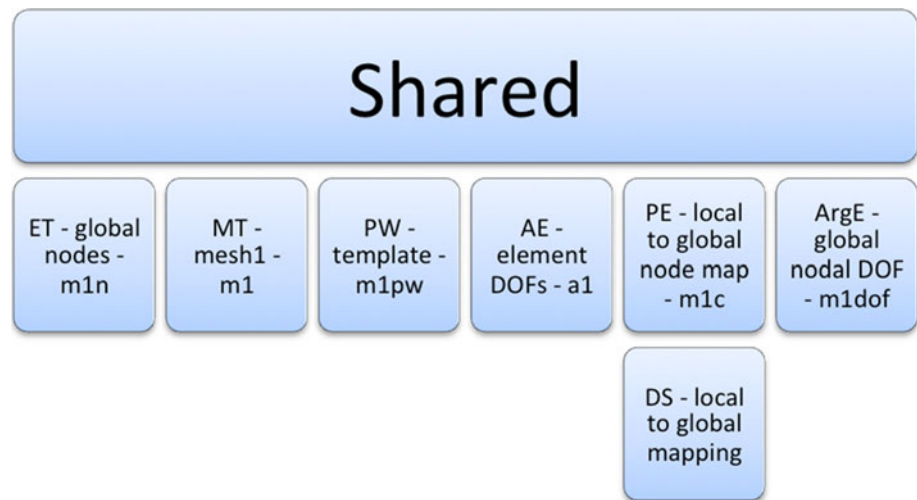 Shared
ET - global
nodes -
m1n
MT -
mesh1 -
m1
PW -
template -
m1pw
AE -
element
DOFs - a1
PE - local
to global
node map
- m1c
ArgE -
global
nodal DOF
- m1dof
DS - local
to global
mapping